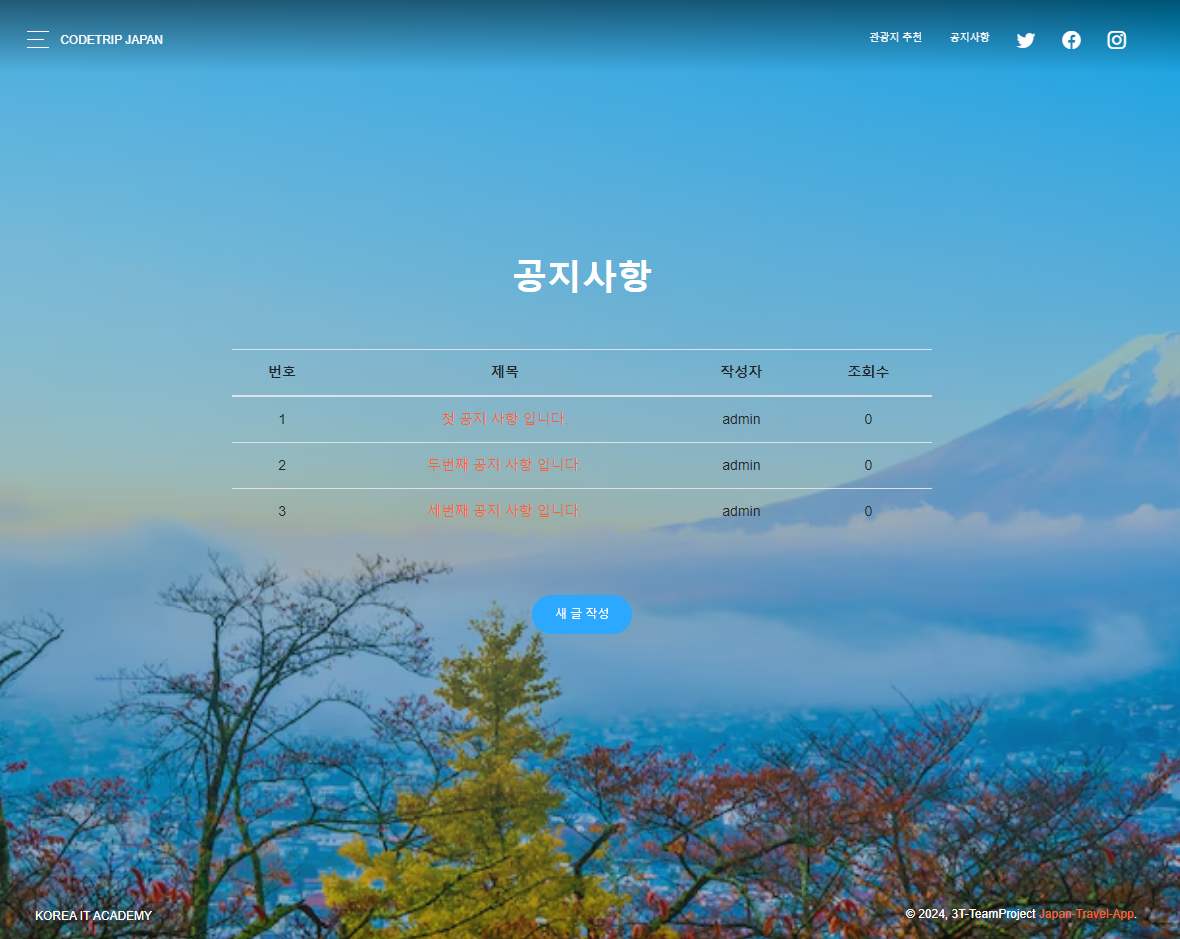 CODETRIP JAPAN 관광지 추천 공지사항
공지사항
번호 제목 작성자 조회수
1 첫 공지 사항 입니다. admin 0
2 두번째 공지 사항 입니다. admin 0
3 세번째 공지 사항 입니다. admin 0
새 글 작성
KOREA IT ACADEMY © 2024, 3T-TeamProject Japan-Travel-App.